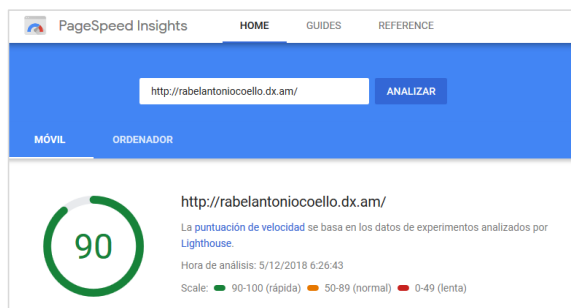 PageSpeed Insights HOME GUIDES REFERENCE
http://rabelantoniocoello.dx.am/ ANALIZAR
MÓVIL ORDENADOR
90
http://rabelantoniocoello.dx.am/
La puntuación de velocidad se basa en los datos de experimentos analizados por
Lighthouse.
Hora de análisis: 5/12/2018 6:26:43
Scale: 90-100 (rápida) 50-89 (normal) 0-49 (lenta)